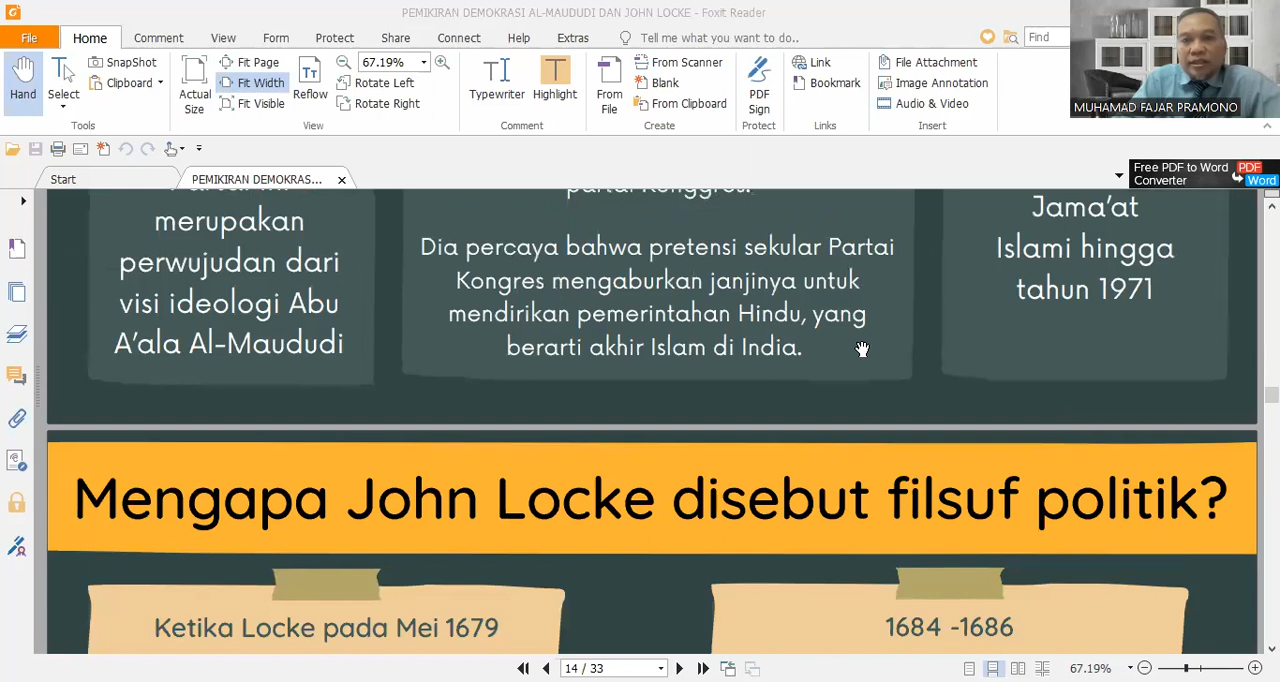 PEMIKIRAN DEMOKRASI AL-MAUDUDI DAN JOHN LOCKE - Foxit Reader
File Home Comment View Form Protect Share Connect Help Extras Tell me what you want to do.. Find
Hand
Select
SnapShot
Clipboard
Tools
Actual Size
Fit Page
Fit Width
Fit Visible
Reflow
67.19%
Rotate Left
Rotate Right
View
Typewriter
Highlight
Comment
From File
From Scanner
Blank
From Clipboard
Create
PDF Sign
Protect
Link
Bookmark
Links
File Attachment
Image Annotation
Audio & Video
Insert
MUHAMAD FAJAR PRAMONO
Start
PEMIKIRAN DEMOKRAS...
Free PDF to Word
Converter
PDF
Word
merupakan
perwujudan dari
visi ideologi Abu
A'ala Al-Maududi
partai Konggres.
Dia percaya bahwa pretensi sekular Partai
Kongres mengaburkan janjinya untuk
mendirikan pemerintahan Hindu, yang
berarti akhir Islam di India.
Jama'at
Islami hingga
tahun 1971
Mengapa John Locke disebut filsuf politik?
Ketika Locke pada Mei 1679
1684 -1686
14 / 33
67.19%